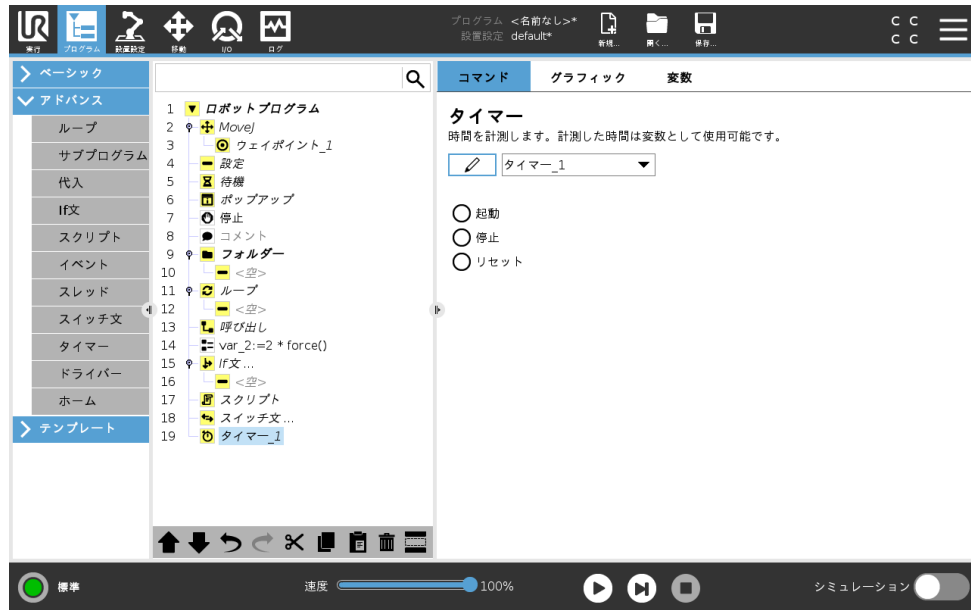 UR
実行
プログラム
設置設定
移動
I/O
ログ
プログラム <名前なし>*
設置設定 default*
新規...
開く...
保存...
C C
C C
ベーシック
アドバンス
ループ
サブプログラム
代入
If文
スクリプト
イベント
スレッド
スイッチ文
タイマー
ドライバー
ホーム
テンプレート
1 ロボットプログラム
2 MoveJ
3 ウェイポイント_1
4 設定
5 待機
6 ポップアップ
7 停止
8 コメント
9 フォルダー
10 <空>
11 ループ
12 <空>
13 呼び出し
14 var_2:=2 * force()
15 If文 ...
16 <空>
17 スクリプト
18 スイッチ文 ...
19 タイマー_1
コマンド グラフィック 変数
タイマー
時間を計測します。計測した時間は変数として使用可能です。
タイマー_1
起動
停止
リセット
標準
速度 100%
シミュレーション